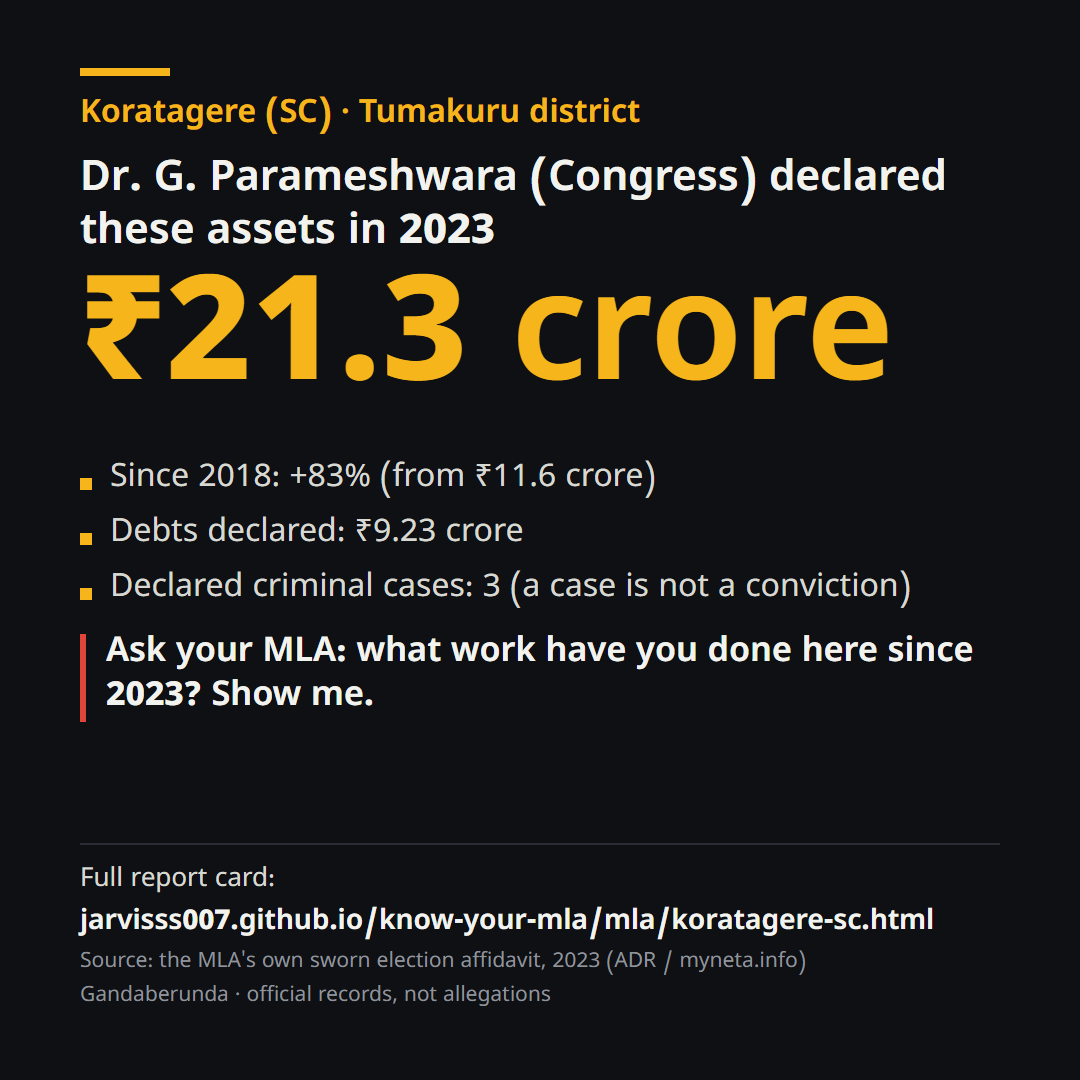 Koratagere (SC) · Tumakuru district
Dr. G. Parameshwara (Congress) declared
these assets in 2023
₹21.3 crore
Since 2018: +83% (from ₹11.6 crore)
Debts declared: ₹9.23 crore
Declared criminal cases: 3 (a case is not a conviction)
Ask your MLA: what work have you done here since
2023? Show me.
Full report card:
jarvisss007.github.io/know-your-mla/mla/koratagere-sc.html
Source: the MLA's own sworn election affidavit, 2023 (ADR / myneta.info)
Gandaberunda · official records, not allegations